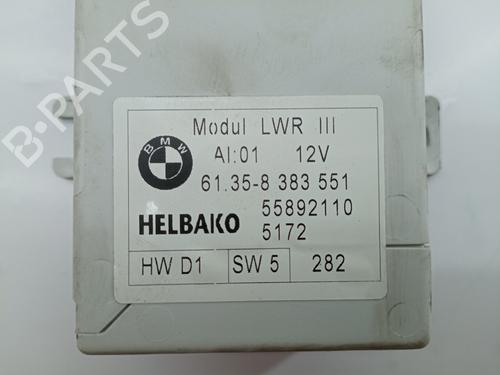 B-PARTS
Modul LWR III
BMW
AI:01 12V
61.35-8 383 551
55892110
HELBAKO 5172
HW D1 SW 5 282